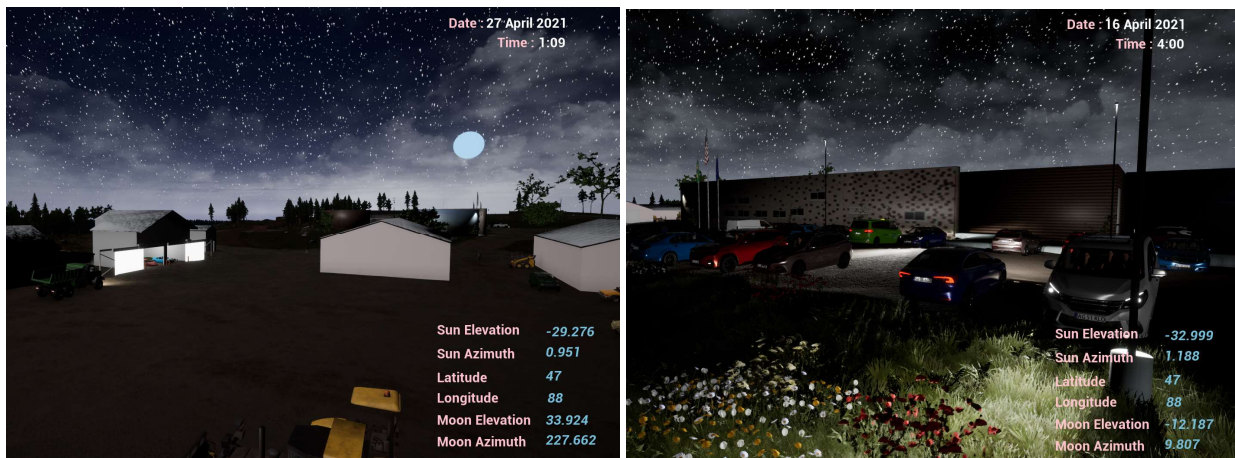 Date : 27 April 2021
Time : 1:09
Sun Elevation -29.276
Sun Azimuth 0.951
Latitude 47
Longitude 88
Moon Elevation 33.924
Moon Azimuth 227.662
Date : 16 April 2021
Time : 4:00
Sun Elevation -32.999
Sun Azimuth 1.188
Latitude 47
Longitude 88
Moon Elevation -12.187
Moon Azimuth 9.807